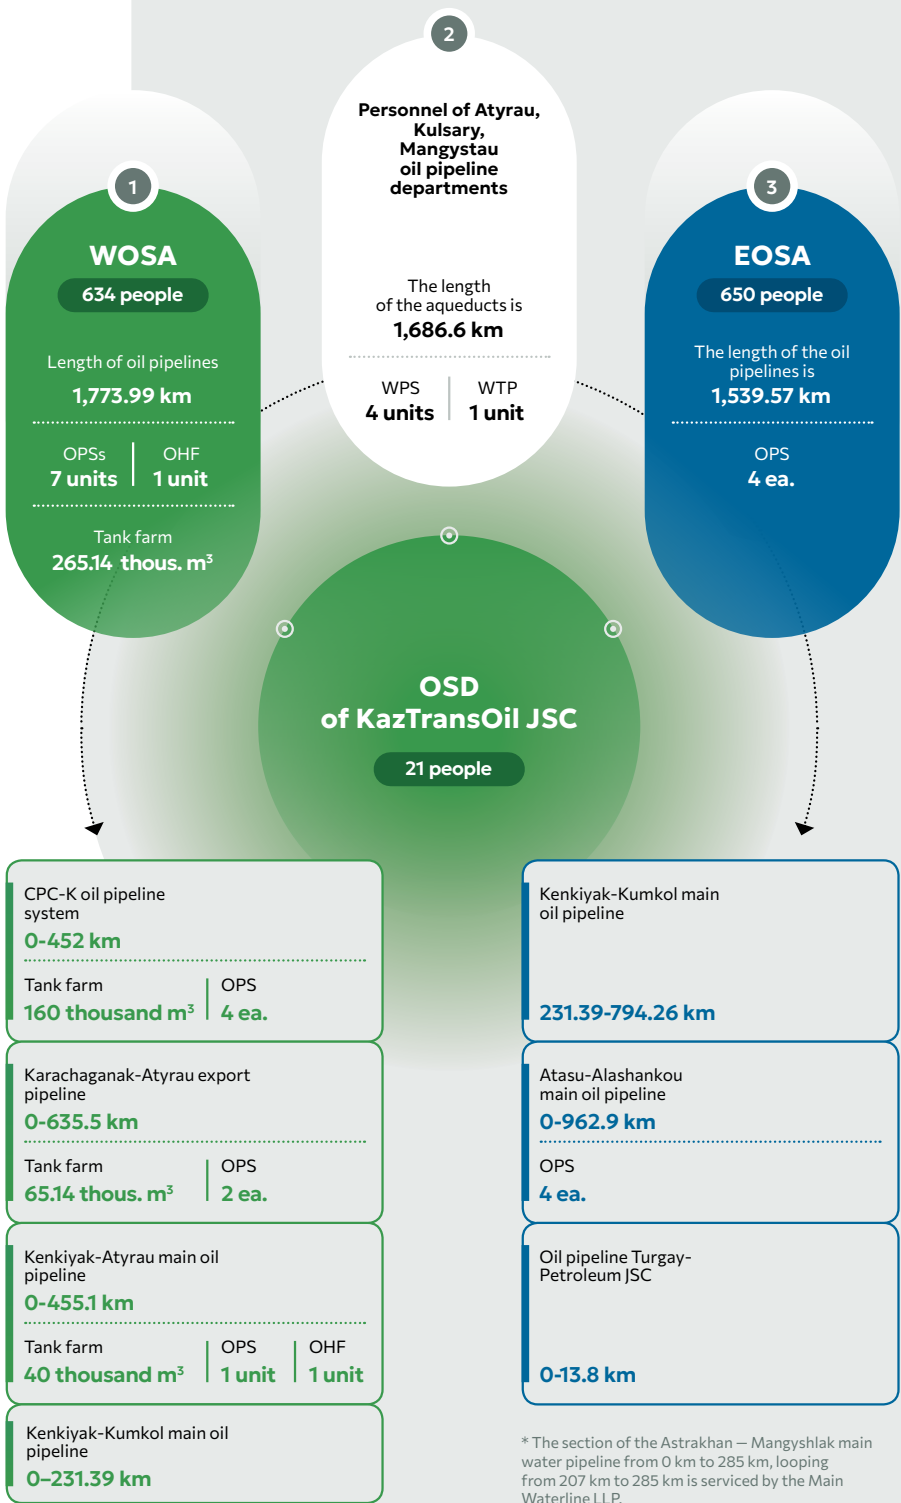 2
Personnel of Atyrau,
Kulsary,
Mangystau
oil pipeline
departments
The length
of the aqueducts is
1,686.6 km
WPS
4 units
WTP
1 unit
1
WOSA
634 people
Length of oil pipelines
1,773.99 km
OPSs
7 units
OHF
1 unit
Tank farm
265.14 thous. m³
3
EOSA
650 people
The length of the oil
pipelines is
1,539.57 km
OPS
4 ea.
OSD
of KazTransOil JSC
21 people
CPC-K oil pipeline
system
0-452 km
Tank farm
160 thousand m³
OPS
4 ea.
Karachaganak-Atyrau export
pipeline
0-635.5 km
Tank farm
65.14 thous. m³
OPS
2 ea.
Kenkiyak-Atyrau main oil
pipeline
0-455.1 km
Tank farm
40 thousand m³
OPS
1 unit
OHF
1 unit
Kenkiyak-Kumkol main oil
pipeline
0–231.39 km
Kenkiyak-Kumkol main
oil pipeline
231.39-794.26 km
Atasu-Alashankou
main oil pipeline
0-962.9 km
OPS
4 ea.
Oil pipeline Turgay-
Petroleum JSC
0-13.8 km
* The section of the Astrakhan – Mangyshlak main
water pipeline from 0 km to 285 km, looping
from 207 km to 285 km is serviced by the Main
Waterline LLP.